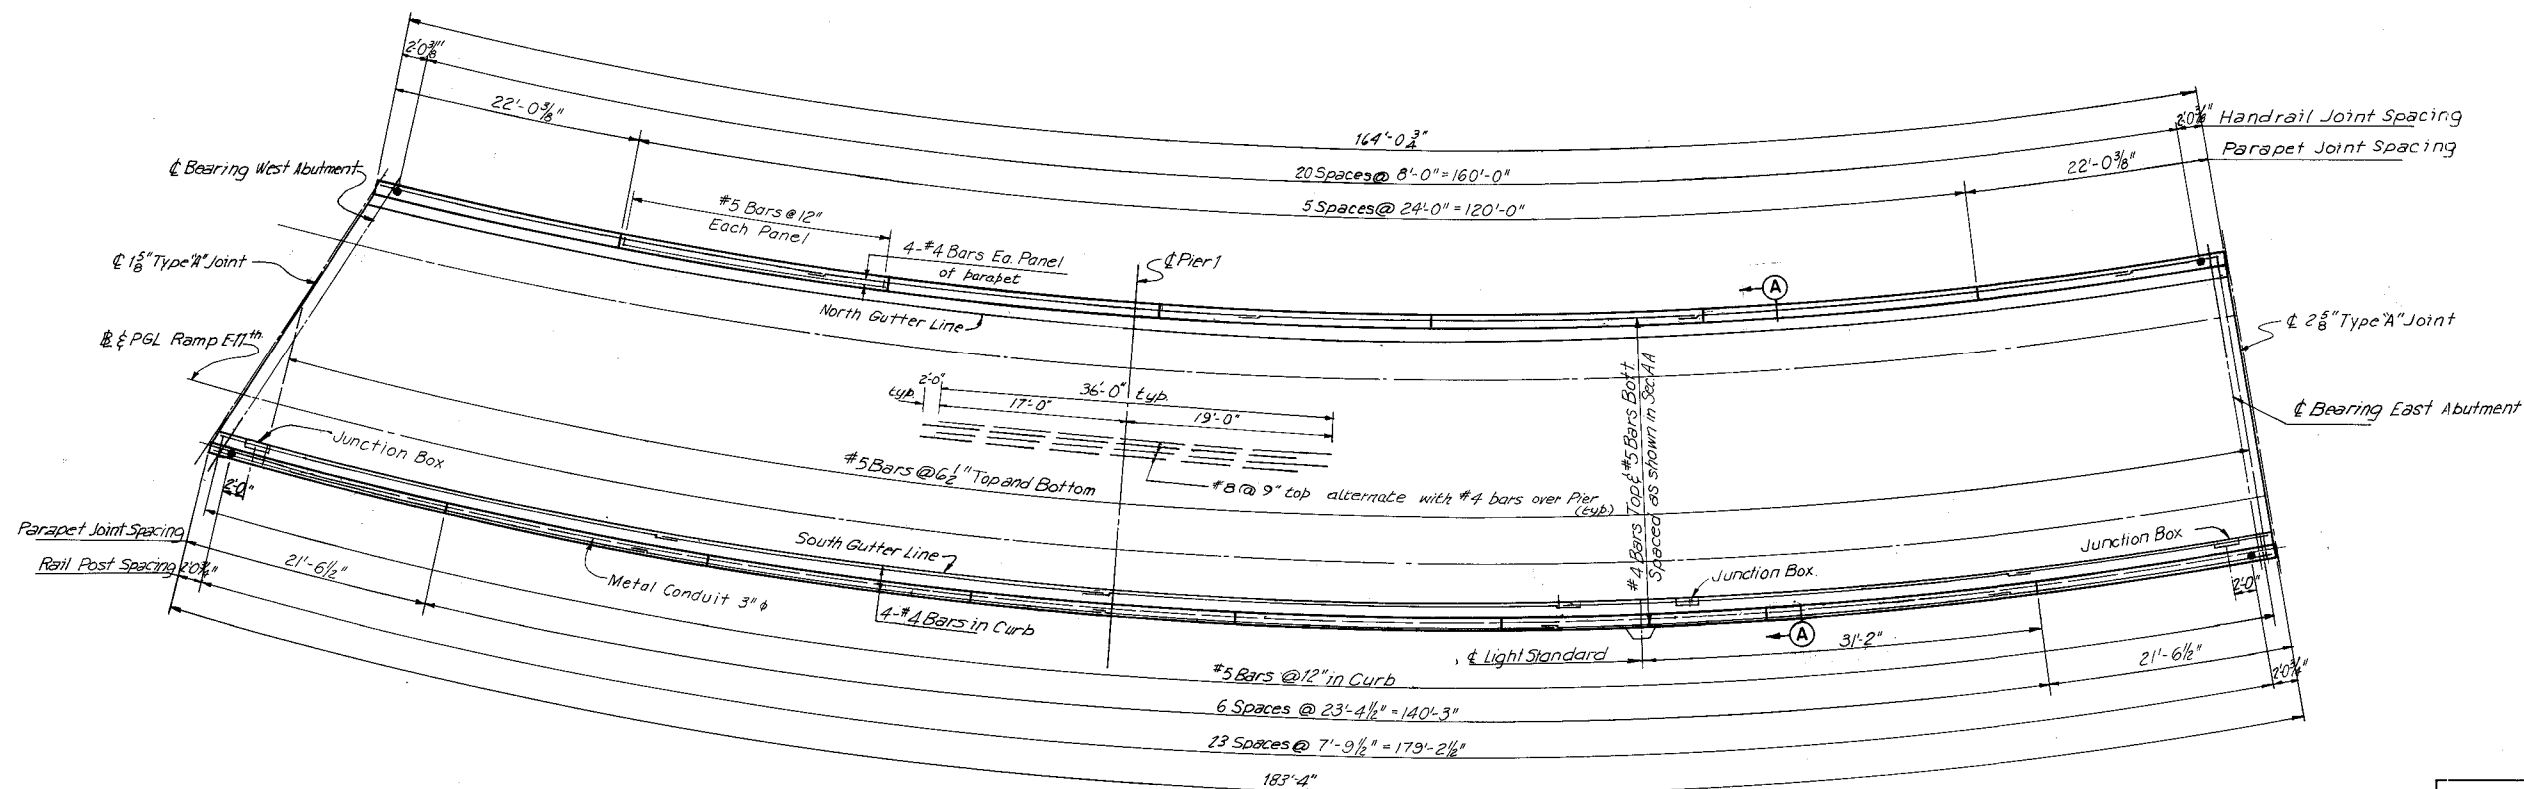 2'-0 3/8"
22'-0 3/8"
164'-0 3/4"
20 Spaces @ 8'-0" = 160'-0"
5 Spaces @ 24'-0" = 120'-0"
2'-0 3/8"
Handrail Joint Spacing
22'-0 3/8"
Parapet Joint Spacing
℄ Bearing West Abutment
#5 Bars @ 12"
Each Panel
4-#4 Bars Ea. Panel
of parapet
℄ Pier 1
A
℄ 1 5/8" Type "A" Joint
North Gutter Line
℄ 2 5/8" Type "A" Joint
& PGL Ramp E-11th
2'-0"
typ.
36'-0" typ.
17'-0"
19'-0"
#4 Bars Top & #5 Bars Bott
Spaced as shown in Sec. AA
℄ Bearing East Abutment
Junction Box
#5 Bars @ 6 1/2" Top and Bottom
#8 @ 9" top alternate with #4 bars over Pier
(typ.)
2'-0"
Parapet Joint Spacing
Rail Post Spacing
2'-0 3/4"
21'-6 1/2"
South Gutter Line
Junction Box
Metal Conduit 3" φ
Junction Box.
2'-0"
4-#4 Bars in Curb
A
31'-2"
℄ Light Standard
21'-6 1/2"
2'-0 3/4"
#5 Bars @ 12" in Curb
6 Spaces @ 23'-4 1/2" = 140'-3"
23 Spaces @ 7'-9 1/2" = 179'-2 1/2"
183'-4"